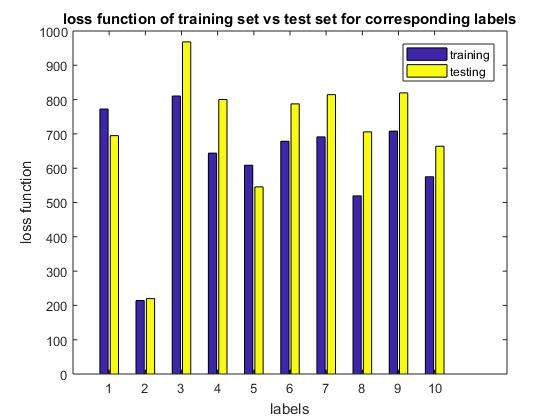 loss function of training set vs test set for corresponding labels
1000
900
800
700
600
500
400
300
200
100
0
loss function
training
testing
1 2 3 4 5 6 7 8 9 10
labels